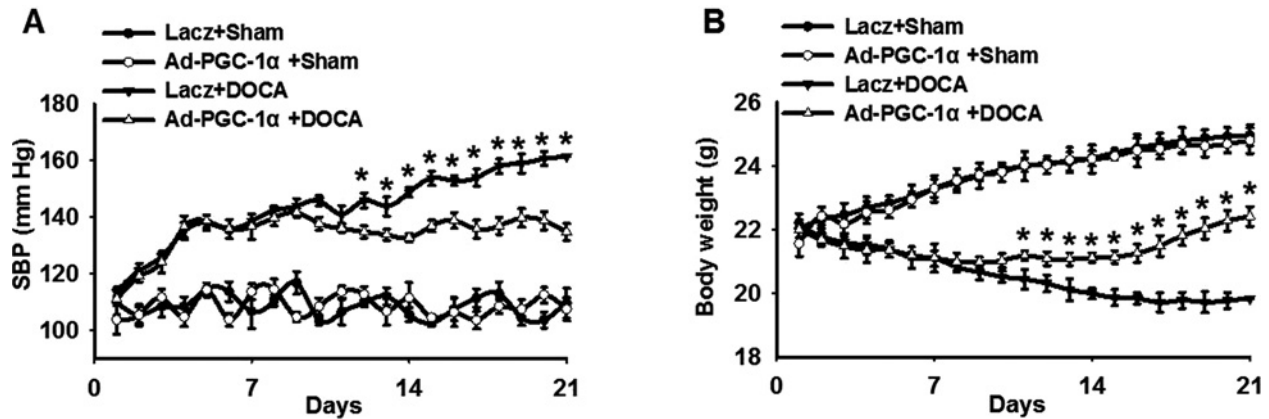 A
Lacz+Sham
Ad-PGC-1α +Sham
Lacz+DOCA
Ad-PGC-1α +DOCA
SBP (mm Hg)
180
160
140
120
100
* * * * * * * * * *
0 7 14 21
Days
B
Lacz+Sham
Ad-PGC-1α +Sham
Lacz+DOCA
Ad-PGC-1α +DOCA
Body weight (g)
26
24
22
20
18
* * * * * * * * * * *
0 7 14 21
Days